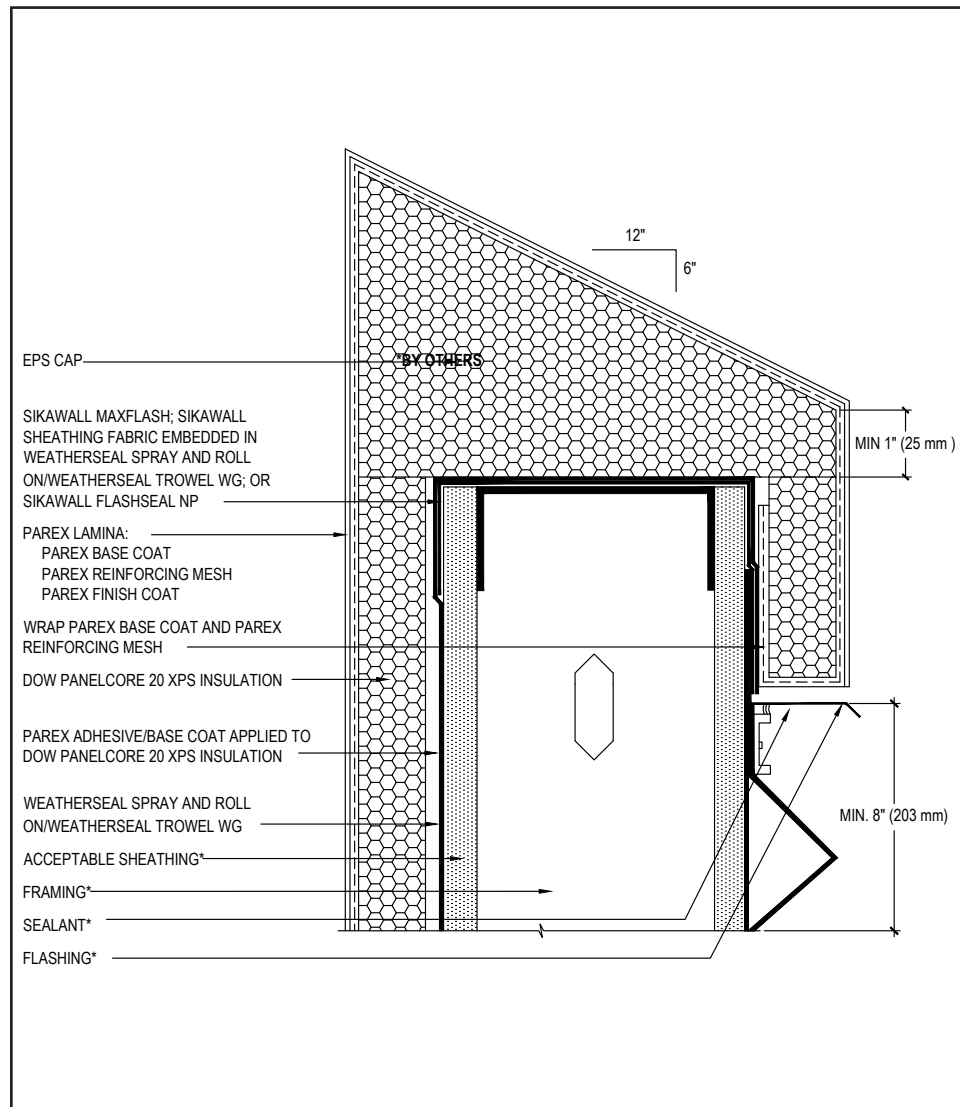 12"
6"
EPS CAP
*BY OTHERS
SIKAWALL MAXFLASH; SIKAWALL
SHEATHING FABRIC EMBEDDED IN
WEATHERSEAL SPRAY AND ROLL
ON/WEATHERSEAL TROWEL WG; OR
SIKAWALL FLASHSEAL NP
MIN 1" (25 mm )
PAREX LAMINA:
PAREX BASE COAT
PAREX REINFORCING MESH
PAREX FINISH COAT
WRAP PAREX BASE COAT AND PAREX
REINFORCING MESH
DOW PANELCORE 20 XPS INSULATION
PAREX ADHESIVE/BASE COAT APPLIED TO
DOW PANELCORE 20 XPS INSULATION
WEATHERSEAL SPRAY AND ROLL
ON/WEATHERSEAL TROWEL WG
MIN. 8" (203 mm)
ACCEPTABLE SHEATHING*
FRAMING*
SEALANT*
FLASHING*